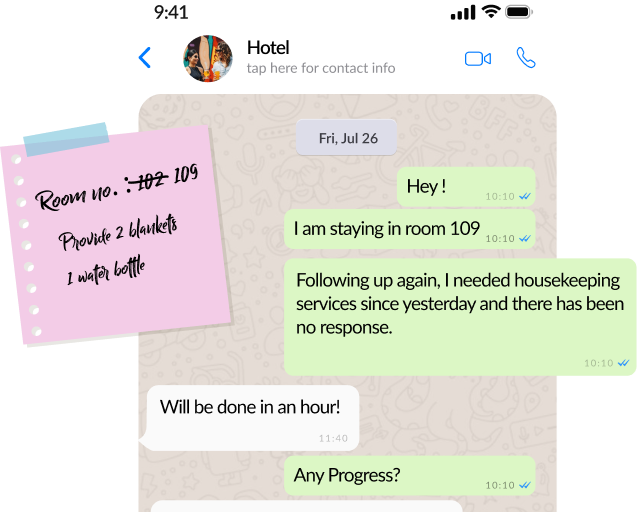 9:41
Hotel
tap here for contact info
Fri, Jul 26
Hey !
10:10
I am staying in room 109
10:10
Following up again, I needed housekeeping
services since yesterday and there has been
no response.
10:10
Will be done in an hour!
11:40
Any Progress?
10:10
Room no. : 102 109
Provide 2 blankets
1 water bottle